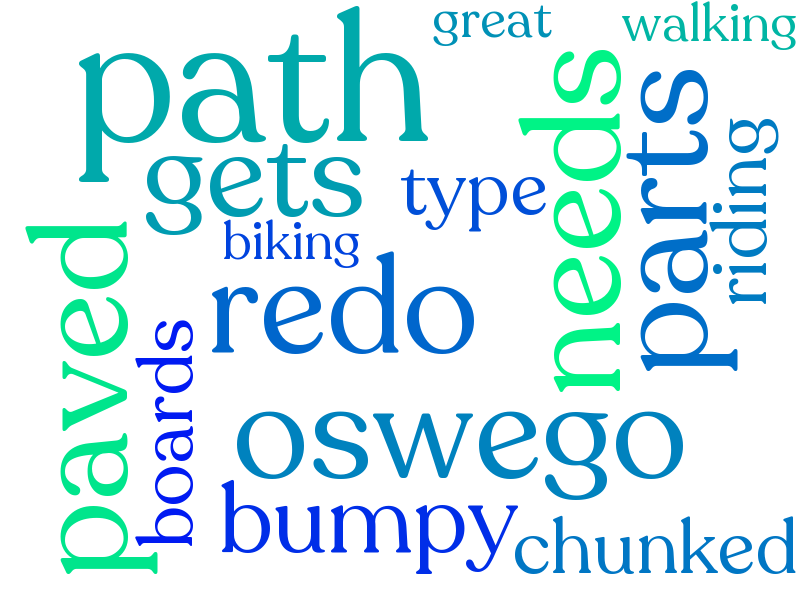 great
walking
path
gets
type
needs
parts
riding
biking
paved
redo
boards
oswego
bumpy
chunked